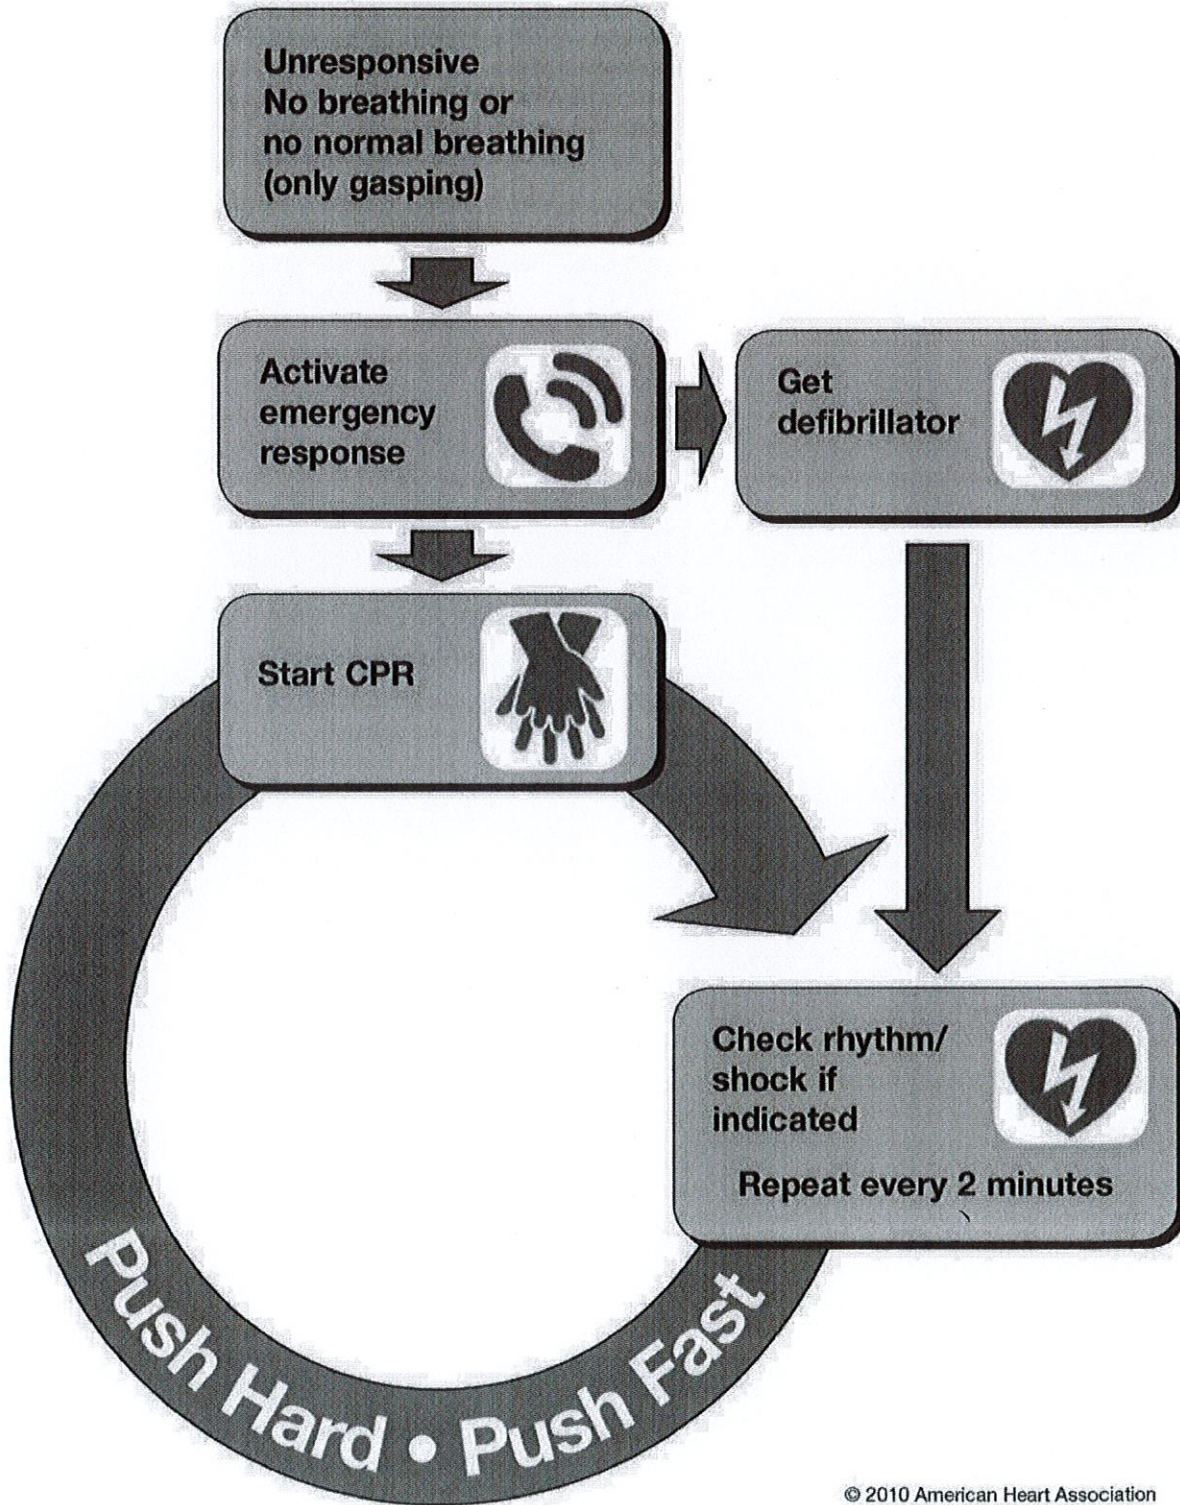 Unresponsive
No breathing or
no normal breathing
(only gasping)
Activate
emergency
response
Get
defibrillator
Start CPR
Check rhythm/
shock if
indicated
Repeat every 2 minutes
Push Hard • Push Fast
© 2010 American Heart Association